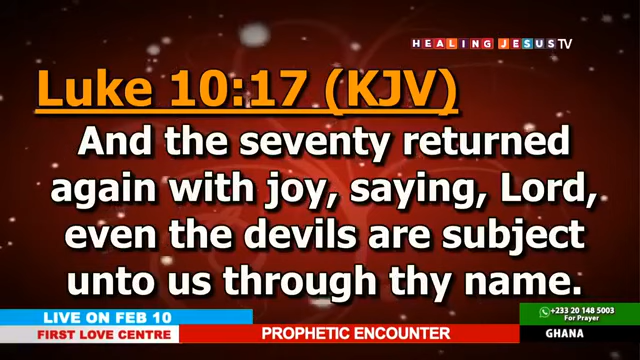 HEALING JESUS TV
Luke 10:17 (KJV)
And the seventy returned
again with joy, saying, Lord,
even the devils are subject
unto us through thy name.
LIVE ON FEB 10
+233 20 148 5003
For Prayer
FIRST LOVE CENTRE
PROPHETIC ENCOUNTER
GHANA